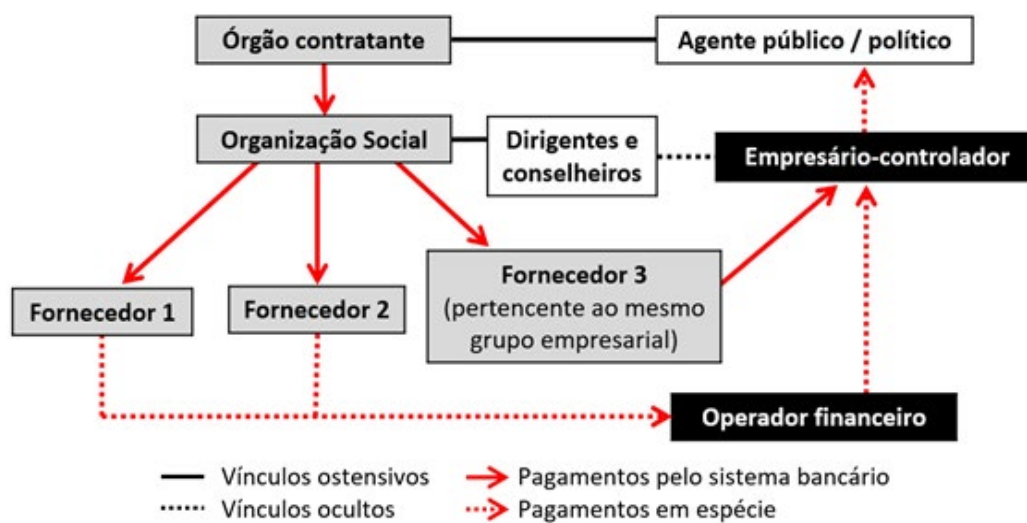 Órgão contratante
Agente público / político
Organização Social
Dirigentes e
conselheiros
Empresário-controlador
Fornecedor 1
Fornecedor 2
Fornecedor 3
(pertencente ao mesmo
grupo empresarial)
Operador financeiro
Vínculos ostensivos
Pagamentos pelo sistema bancário
Vínculos ocultos
Pagamentos em espécie